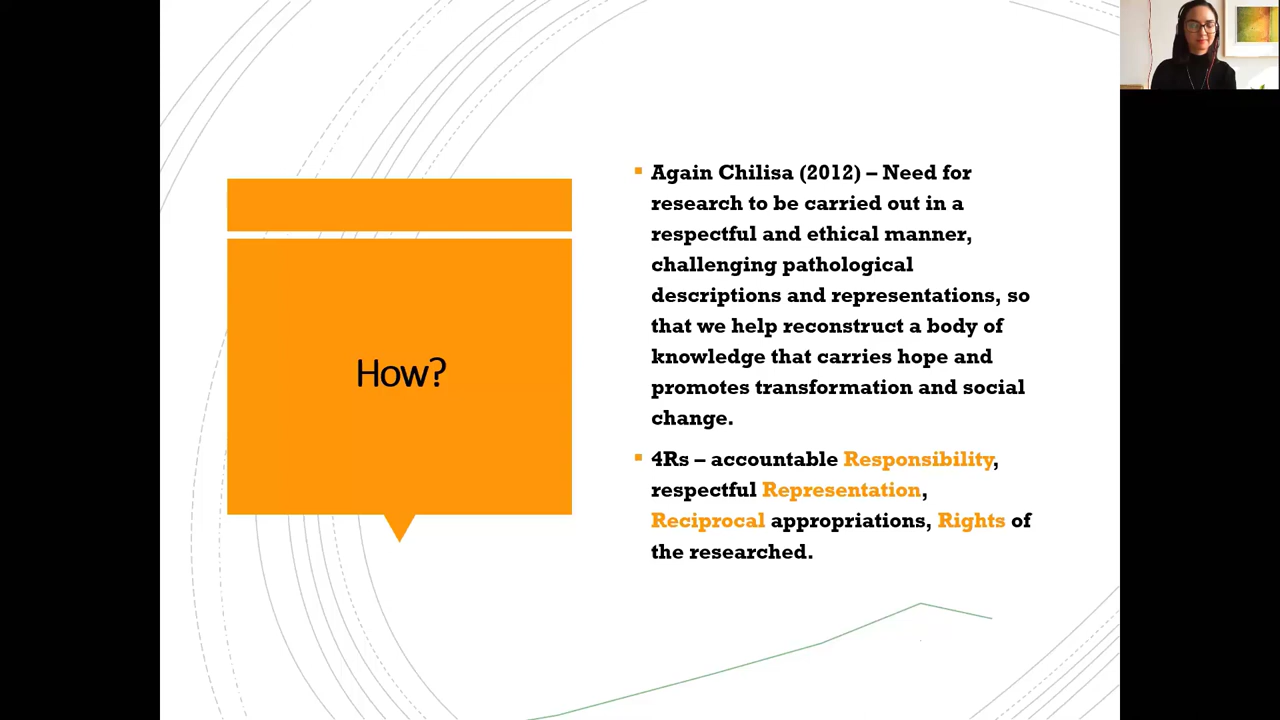 How?
Again Chilisa (2012) – Need for
research to be carried out in a
respectful and ethical manner,
challenging pathological
descriptions and representations, so
that we help reconstruct a body of
knowledge that carries hope and
promotes transformation and social
change.
4Rs – accountable Responsibility,
respectful Representation,
Reciprocal appropriations, Rights of
the researched.